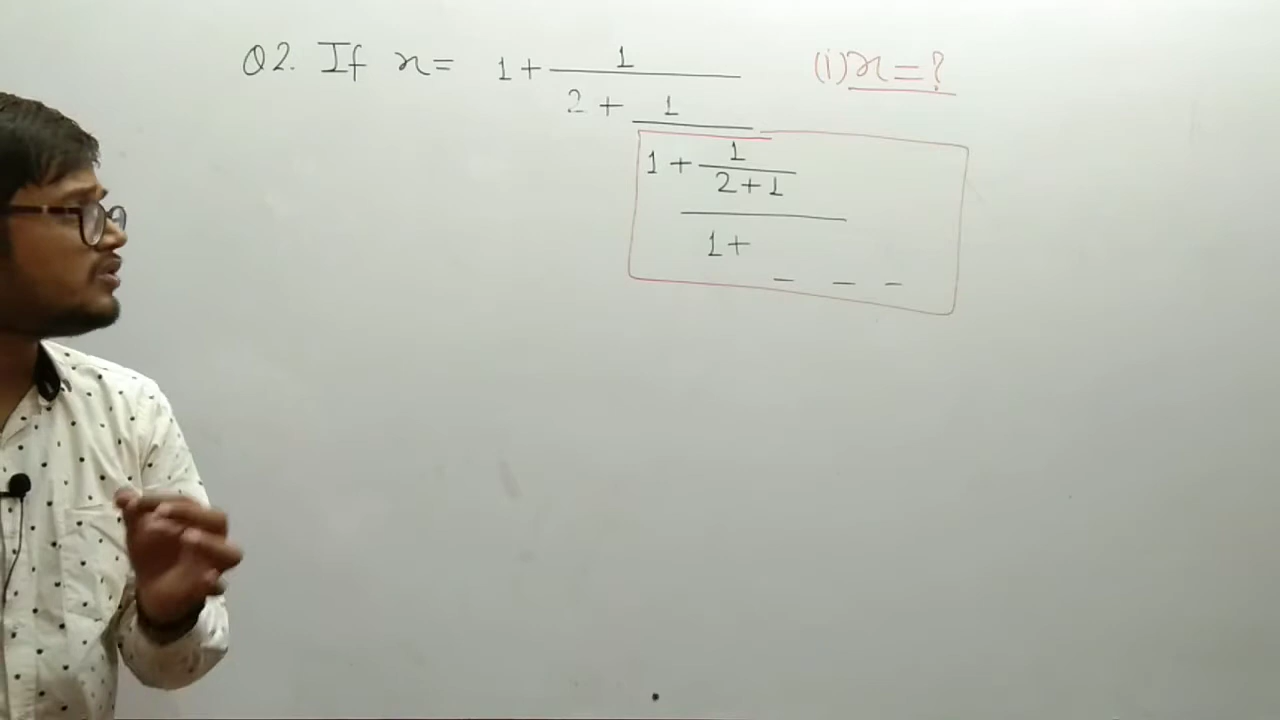 Q2. If x = 1 + 1 (i) x = ?
2 + 1
1 + 1
2 + 1
1 +
_ _ _